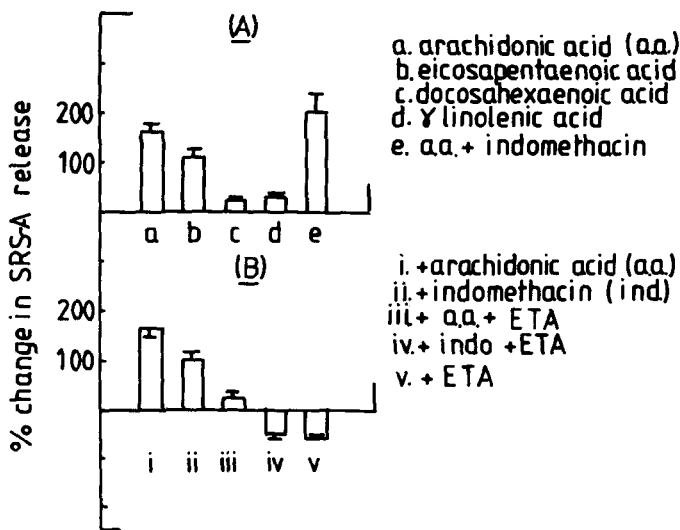 (A)
a. arachidonic acid (a.a.)
b. eicosapentaenoic acid
c. docosahexaenoic acid
d. γ linolenic acid
e. a.a. + indomethacin
% change in SRS-A release
200
100
a b c d e
(B)
i. +arachidonic acid (a.a)
ii. +indomethacin (ind.)
iii.+ a.a. + ETA
iv. + indo +ETA
v. + ETA
200
100
i ii iii iv v